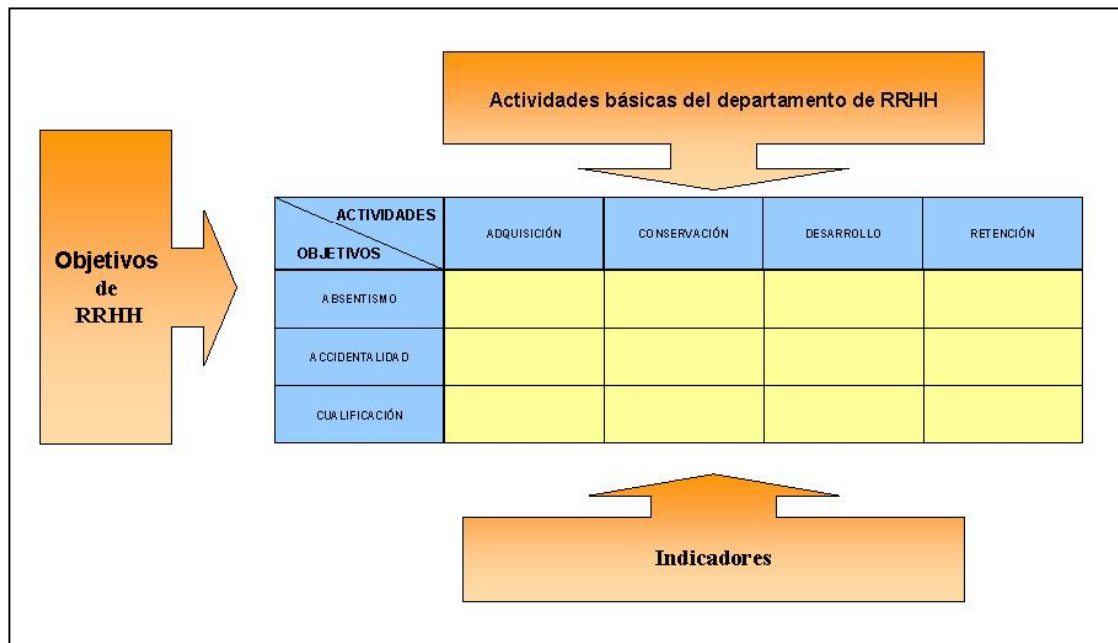 Actividades básicas del departamento de RRHH
Objetivos
de
RRHH
ACTIVIDADES
OBJETIVOS
ADQUISICIÓN
CONSERVACIÓN
DESARROLLO
RETENCIÓN
ABSENTISMO
ACCIDENTALIDAD
CUALIFICACIÓN
Indicadores